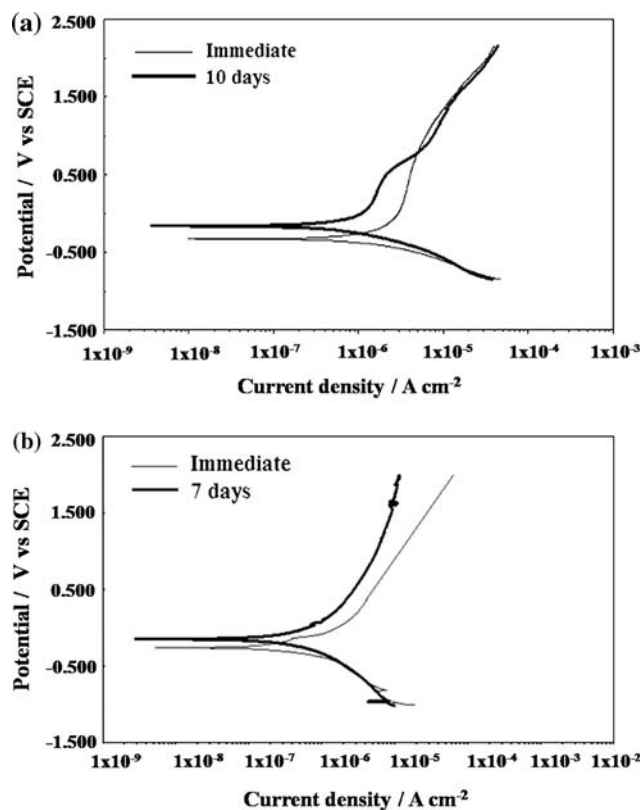 (a)
2.500
Immediate
10 days
1.500
0.500
-0.500
-1.500
Potential / V vs SCE
1x10-9 1x10-8 1x10-7 1x10-6 1x10-5 1x10-4 1x10-3
Current density / A cm-2
(b)
2.500
Immediate
7 days
1.500
0.500
-0.500
-1.500
Potential / V vs SCE
1x10-9 1x10-8 1x10-7 1x10-6 1x10-5 1x10-4 1x10-3 1x10-2
Current density / A cm-2